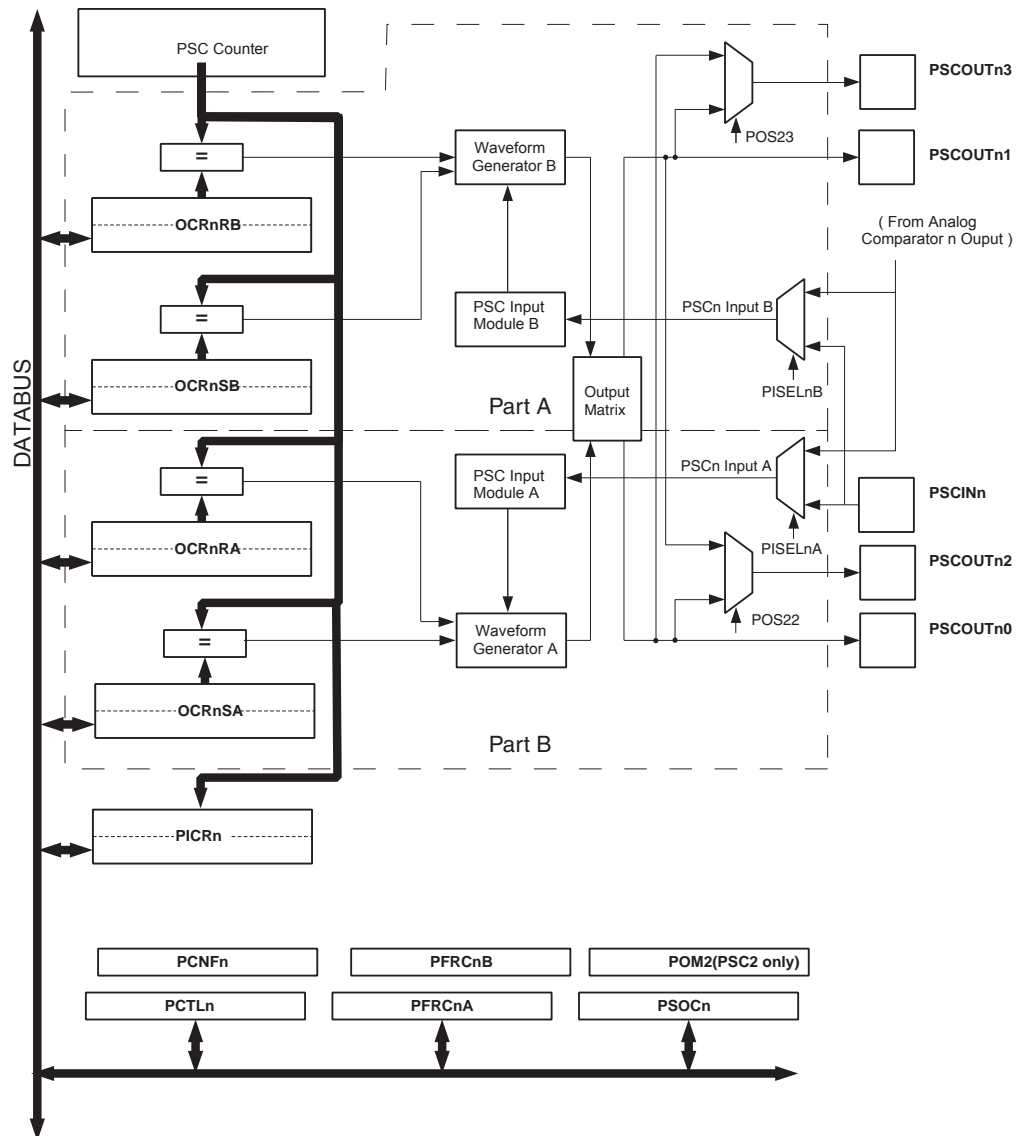 PSC Counter
PSCOUTn3
POS23
=
Waveform
Generator B
PSCOUTn1
OCRnRB
( From Analog
Comparator n Ouput )
=
PSC Input
Module B
PSCn Input B
OCRnSB
PISELnB
Output
Matrix
Part A
DATABUS
=
PSC Input
Module A
PSCn Input A
PSCINn
OCRnRA
PISELnA
PSCOUTn2
=
Waveform
Generator A
POS22
PSCOUTn0
OCRnSA
Part B
PICRn
PCNFn
PFRCnB
POM2(PSC2 only)
PCTLn
PFRCnA
PSOCn